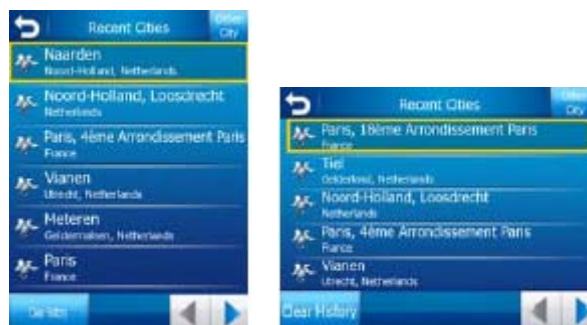 Recent Cities
Other
City
Naarden
Noord-Holland, Netherlands
Noord-Holland, Loosdrecht
Netherlands
Paris, 4ème Arrondissement Paris
France
Vianen
Utrecht, Netherlands
Meteren
Geldermalsen, Netherlands
Paris
France
Recent Cities
Other
City
Paris, 18ème Arrondissement Paris
France
Tiel
Gelderland, Netherlands
Noord-Holland, Loosdrecht
Netherlands
Paris, 4ème Arrondissement Paris
France
Vianen
Utrecht, Netherlands
Clear History